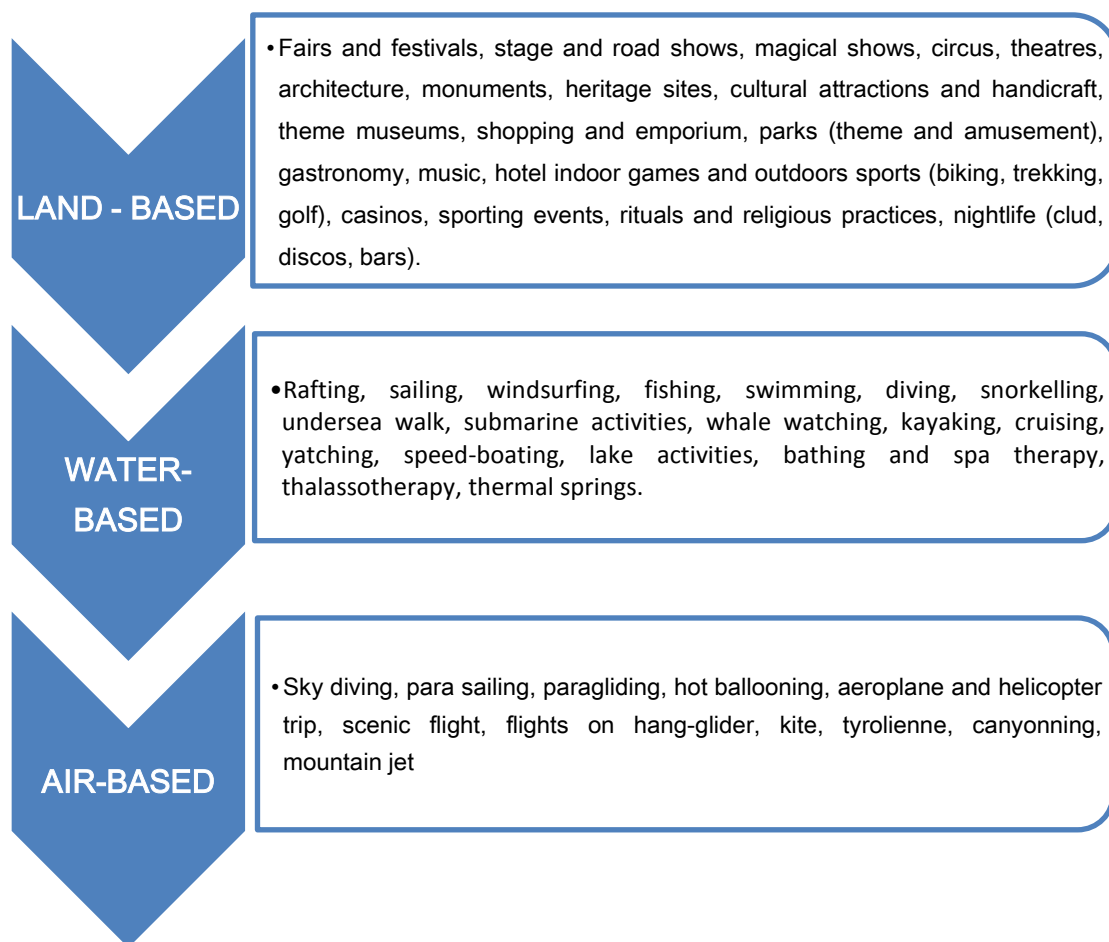 LAND - BASED
• Fairs and festivals, stage and road shows, magical shows, circus, theatres,
architecture, monuments, heritage sites, cultural attractions and handicraft,
theme museums, shopping and emporium, parks (theme and amusement),
gastronomy, music, hotel indoor games and outdoors sports (biking, trekking,
golf), casinos, sporting events, rituals and religious practices, nightlife (clud,
discos, bars).
WATER-
BASED
•Rafting, sailing, windsurfing, fishing, swimming, diving, snorkelling,
undersea walk, submarine activities, whale watching, kayaking, cruising,
yatching, speed-boating, lake activities, bathing and spa therapy,
thalassotherapy, thermal springs.
AIR-BASED
• Sky diving, para sailing, paragliding, hot ballooning, aeroplane and helicopter
trip, scenic flight, flights on hang-glider, kite, tyrolienne, canyonning,
mountain jet